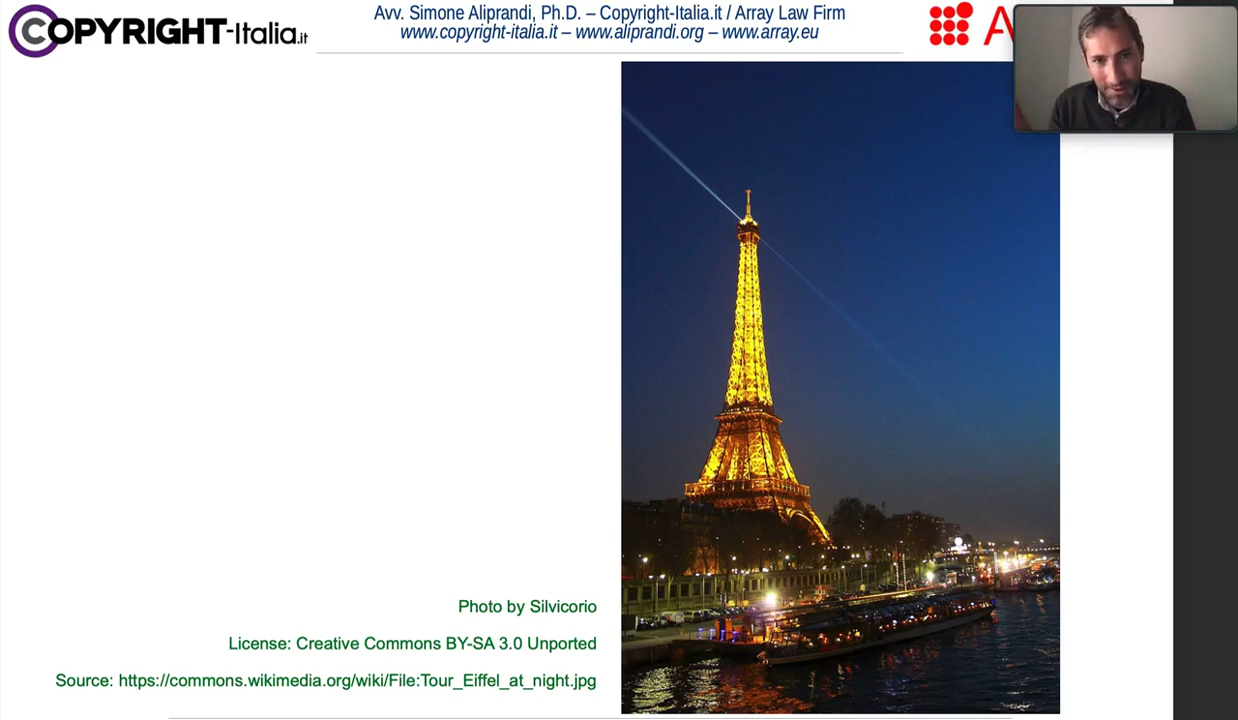 COPYRIGHT-Italia.it
Avv. Simone Aliprandi, Ph.D. – Copyright-Italia.it / Array Law Firm
www.copyright-italia.it – www.aliprandi.org – www.array.eu
A
Photo by Silvicorio
License: Creative Commons BY-SA 3.0 Unported
Source: https://commons.wikimedia.org/wiki/File:Tour_Eiffel_at_night.jpg